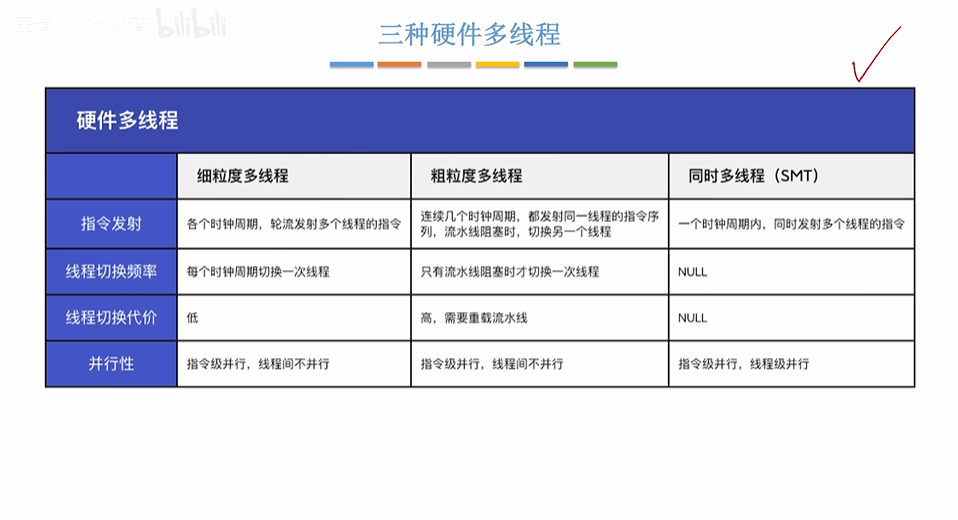 bilibili
三种硬件多线程
硬件多线程
细粒度多线程
粗粒度多线程
同时多线程（SMT）
指令发射
各个时钟周期，轮流发射多个线程的指令
连续几个时钟周期，都发射同一线程的指令序
列，流水线阻塞时，切换另一个线程
一个时钟周期内，同时发射多个线程的指令
线程切换频率
每个时钟周期切换一次线程
只有流水线阻塞时才切换一次线程
NULL
线程切换代价
低
高，需要重载流水线
NULL
并行性
指令级并行，线程间不并行
指令级并行，线程间不并行
指令级并行，线程级并行